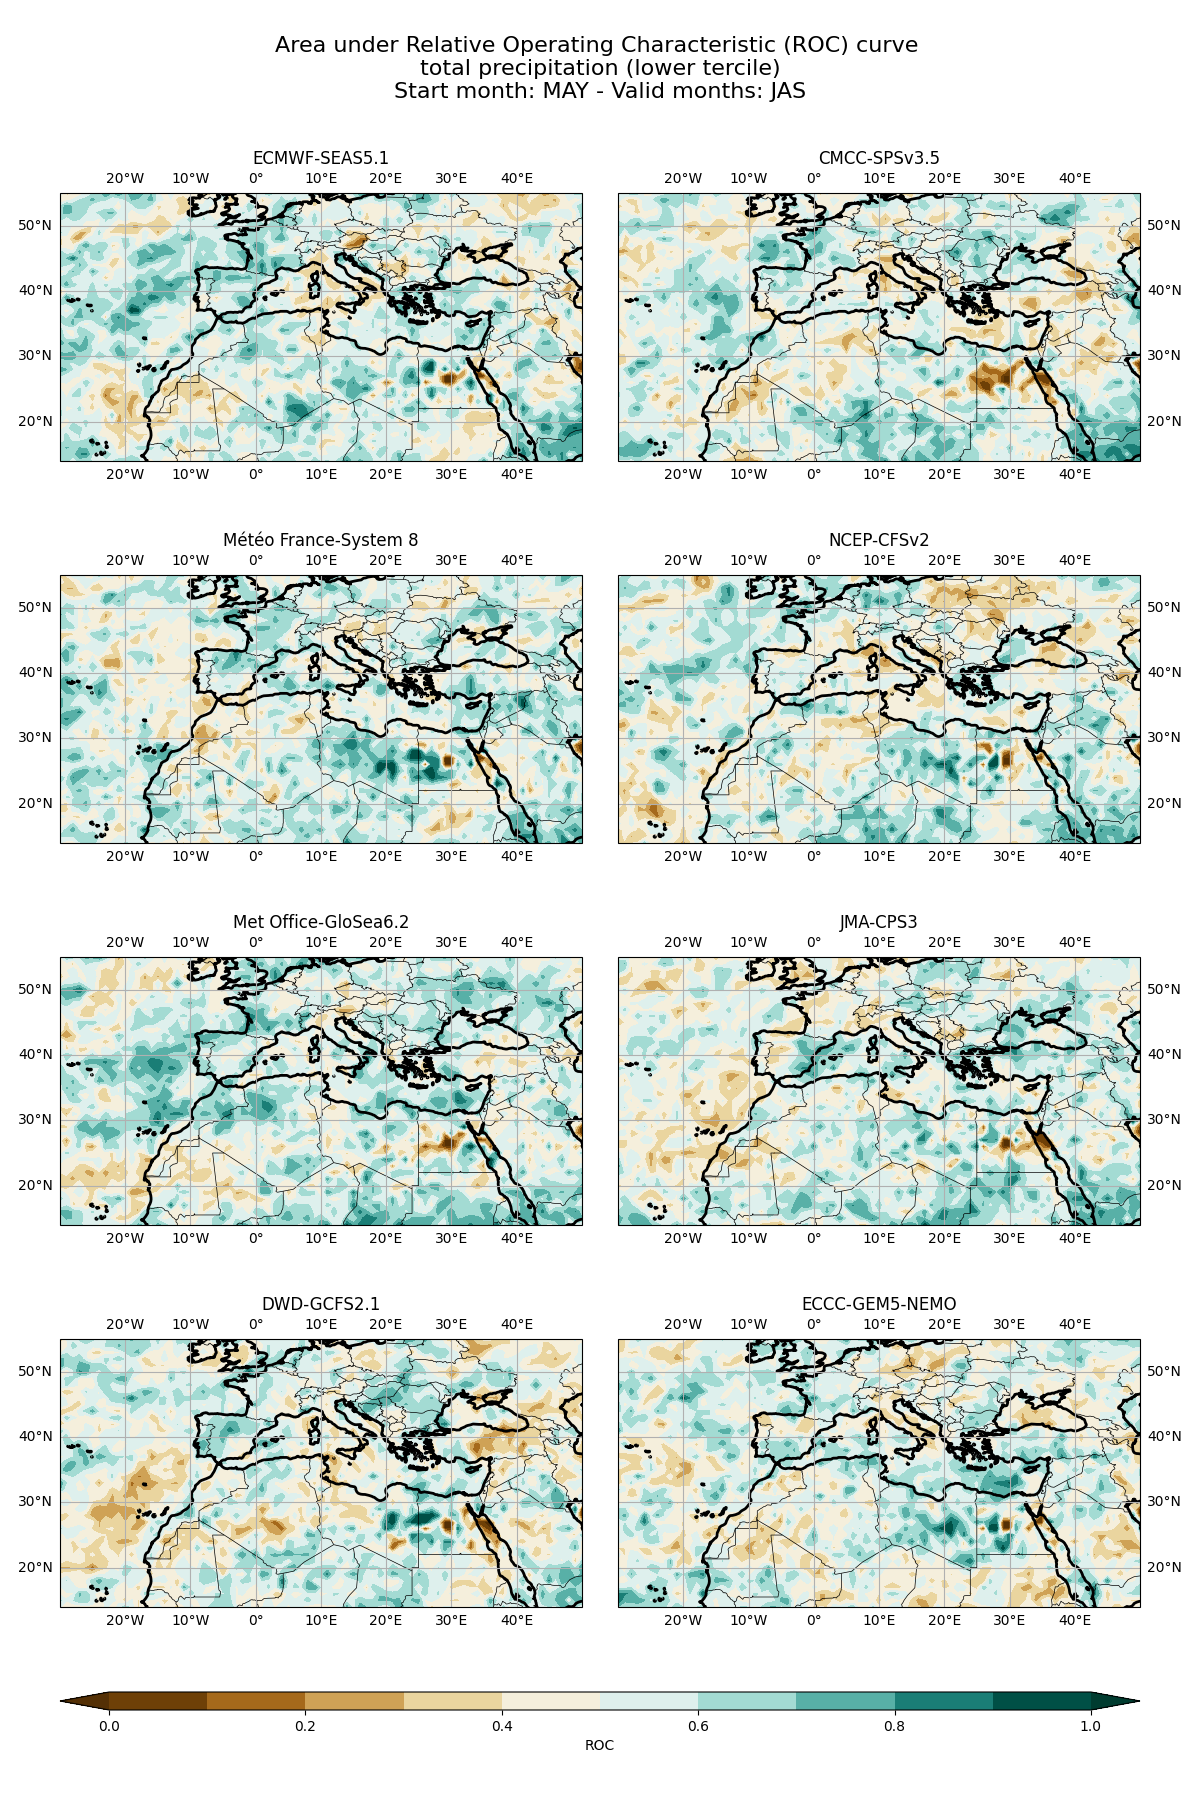 Area under Relative Operating Characteristic (ROC) curve
total precipitation (lower tercile)
Start month: MAY - Valid months: JAS
ECMWF-SEAS5.1
20°W 10°W 0° 10°E 20°E 30°E 40°E
50°N
40°N
30°N
20°N
20°W 10°W 0° 10°E 20°E 30°E 40°E
CMCC-SPSv3.5
20°W 10°W 0° 10°E 20°E 30°E 40°E
50°N
40°N
30°N
20°N
20°W 10°W 0° 10°E 20°E 30°E 40°E
Météo France-System 8
20°W 10°W 0° 10°E 20°E 30°E 40°E
50°N
40°N
30°N
20°N
20°W 10°W 0° 10°E 20°E 30°E 40°E
NCEP-CFSv2
20°W 10°W 0° 10°E 20°E 30°E 40°E
50°N
40°N
30°N
20°N
20°W 10°W 0° 10°E 20°E 30°E 40°E
Met Office-GloSea6.2
20°W 10°W 0° 10°E 20°E 30°E 40°E
50°N
40°N
30°N
20°N
20°W 10°W 0° 10°E 20°E 30°E 40°E
JMA-CPS3
20°W 10°W 0° 10°E 20°E 30°E 40°E
50°N
40°N
30°N
20°N
20°W 10°W 0° 10°E 20°E 30°E 40°E
DWD-GCFS2.1
20°W 10°W 0° 10°E 20°E 30°E 40°E
50°N
40°N
30°N
20°N
20°W 10°W 0° 10°E 20°E 30°E 40°E
ECCC-GEM5-NEMO
20°W 10°W 0° 10°E 20°E 30°E 40°E
50°N
40°N
30°N
20°N
20°W 10°W 0° 10°E 20°E 30°E 40°E
0.0 0.2 0.4 0.6 0.8 1.0
ROC